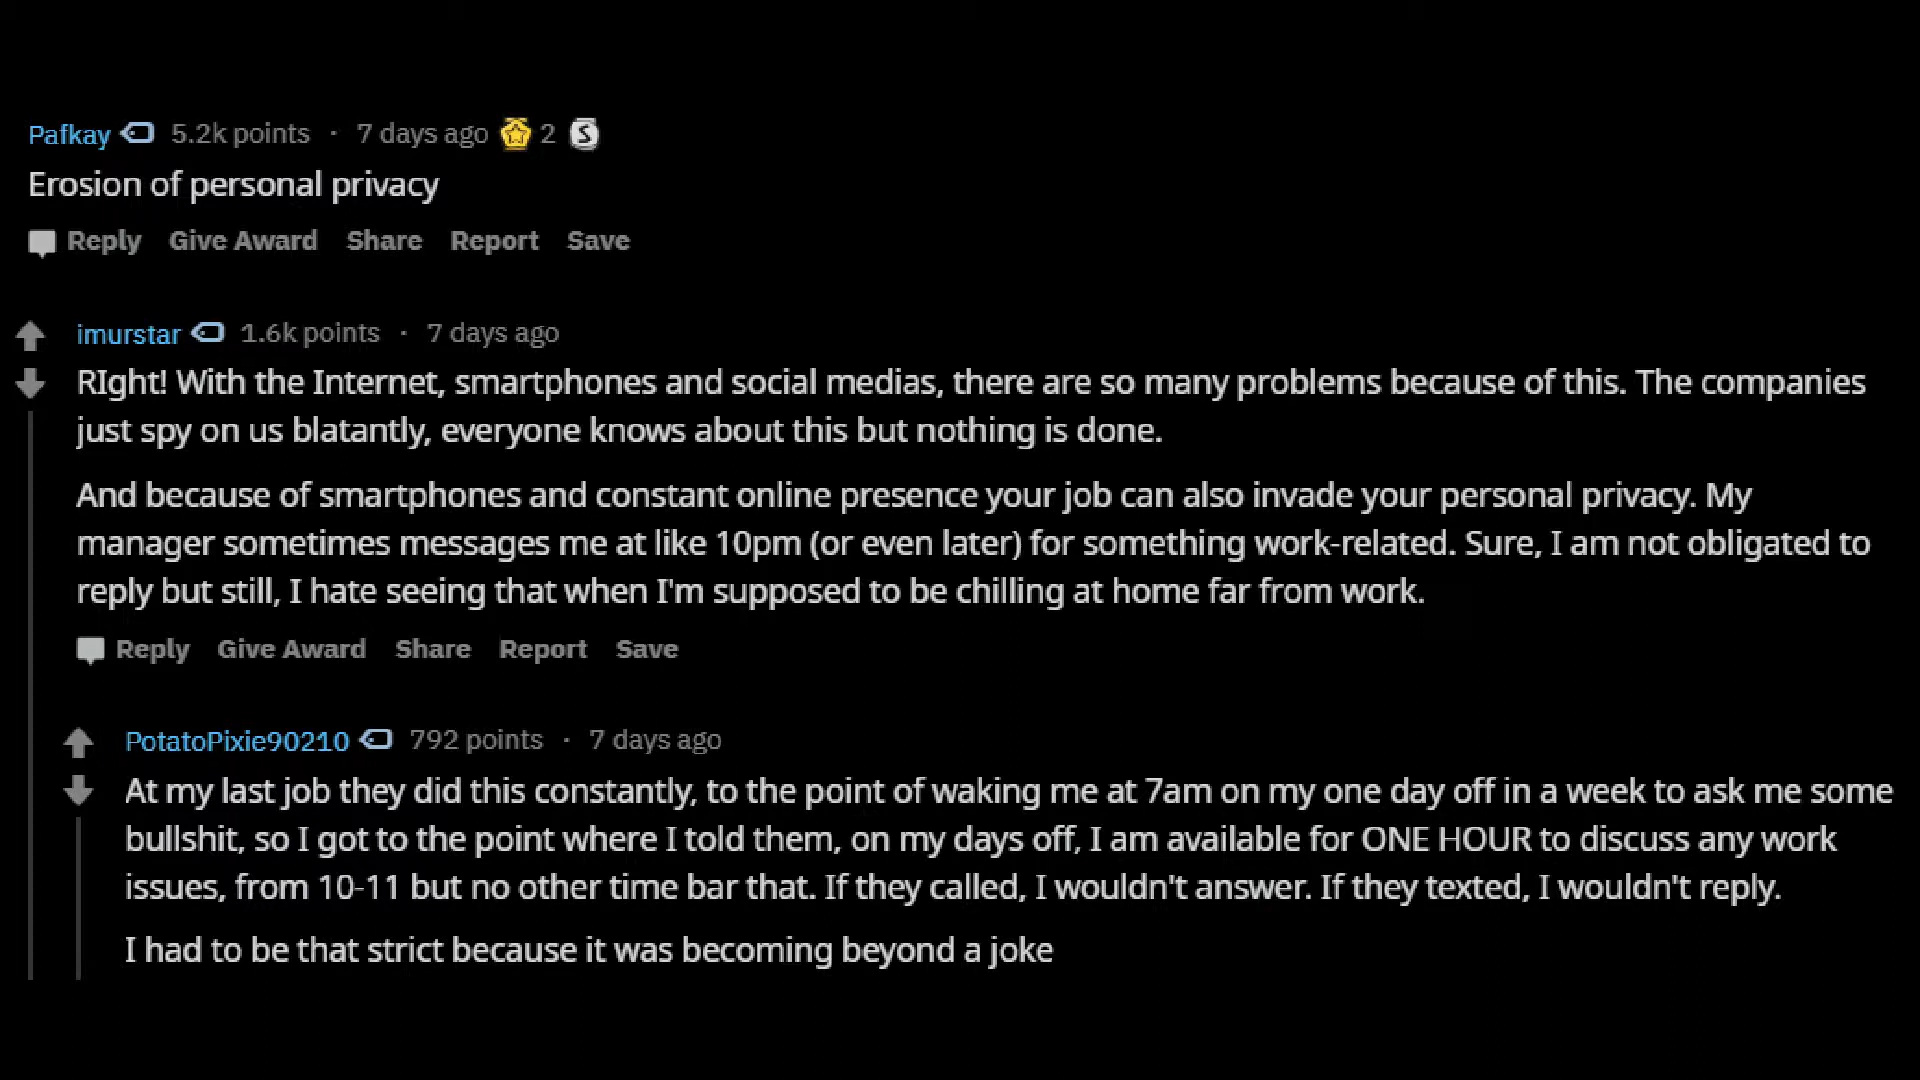 Pafkay 5.2k points · 7 days ago 2 S
Erosion of personal privacy
Reply Give Award Share Report Save
imurstar 1.6k points · 7 days ago
RIght! With the Internet, smartphones and social medias, there are so many problems because of this. The companies
just spy on us blatantly, everyone knows about this but nothing is done.
And because of smartphones and constant online presence your job can also invade your personal privacy. My
manager sometimes messages me at like 10pm (or even later) for something work-related. Sure, I am not obligated to
reply but still, I hate seeing that when I'm supposed to be chilling at home far from work.
Reply Give Award Share Report Save
PotatoPixie90210 792 points · 7 days ago
At my last job they did this constantly, to the point of waking me at 7am on my one day off in a week to ask me some
bullshit, so I got to the point where I told them, on my days off, I am available for ONE HOUR to discuss any work
issues, from 10-11 but no other time bar that. If they called, I wouldn't answer. If they texted, I wouldn't reply.
I had to be that strict because it was becoming beyond a joke